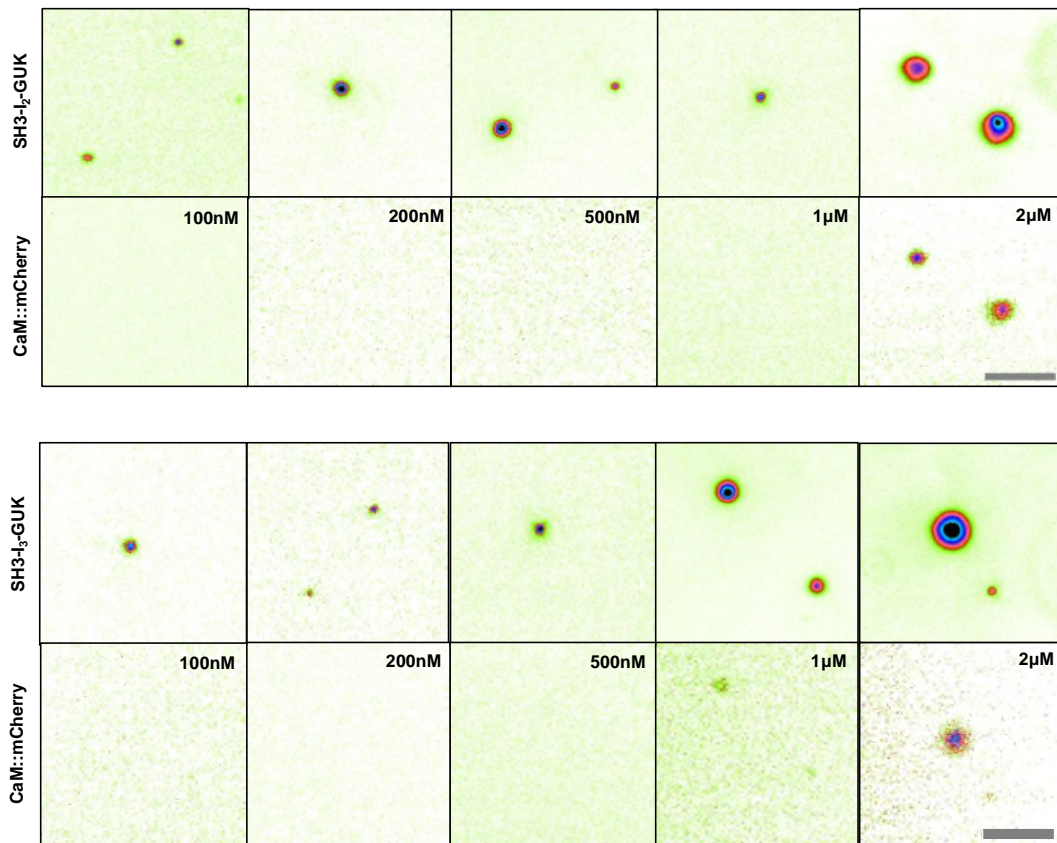 SH3-I₂-GUK
CaM::mCherry
100nM
200nM
500nM
1µM
2µM
SH3-I₃-GUK
CaM::mCherry
100nM
200nM
500nM
1µM
2µM